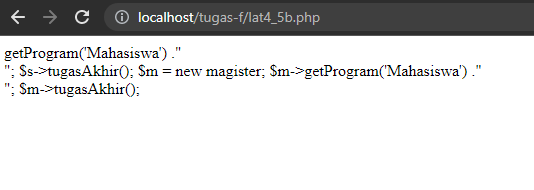 localhost/tugas-f/lat4_5b.php
getProgram('Mahasiswa') ."
"; $s->tugasAkhir(); $m = new magister; $m->getProgram('Mahasiswa') ."
"; $m->tugasAkhir();